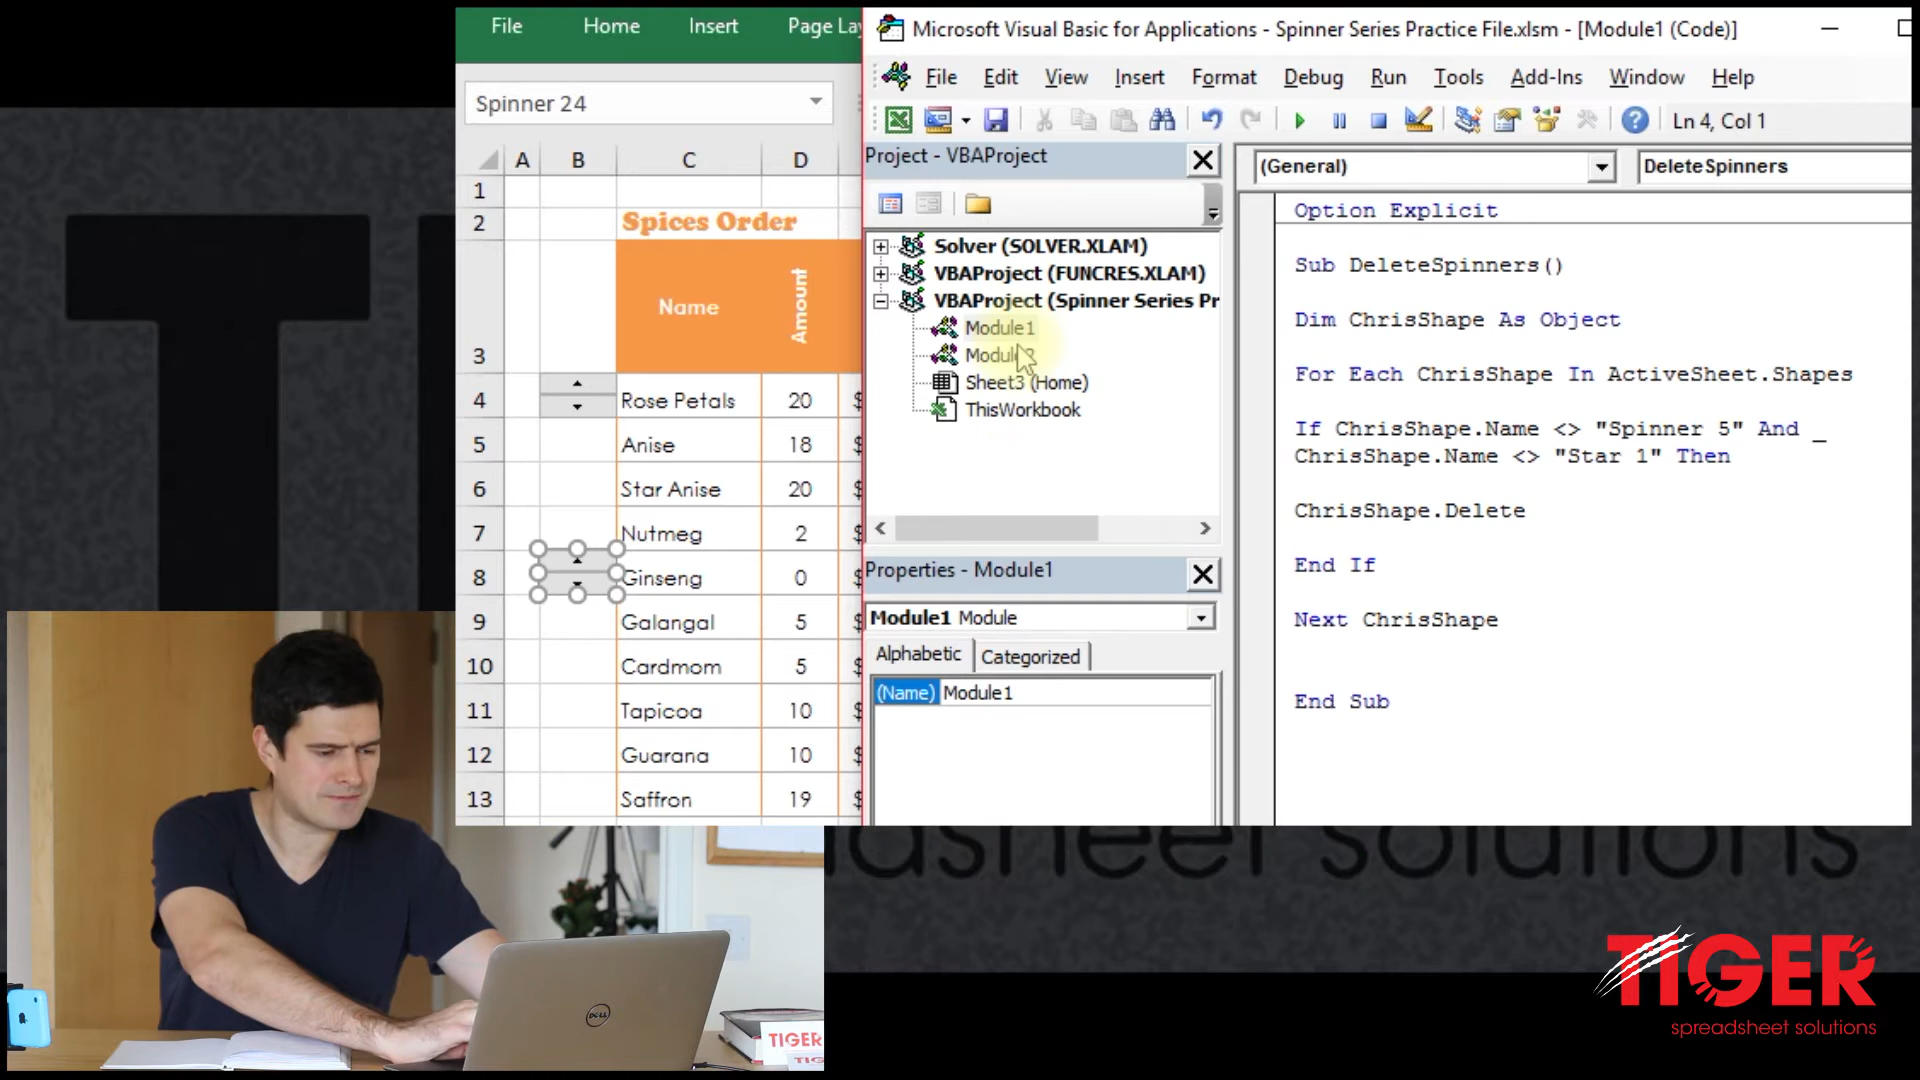 File Home Insert Page Lay
Spinner 24
A B C D
1
2 Spices Order
3 Name Amount
4 Rose Petals 20 $
5 Anise 18 $
6 Star Anise 20 $
7 Nutmeg 2 $
8 Ginseng 0 $
9 Galangal 5 $
10 Cardmom 5 $
11 Tapicoa 10 $
12 Guarana 10 $
13 Saffron 19 $
Microsoft Visual Basic for Applications - Spinner Series Practice File.xlsm - [Module1 (Code)]
File Edit View Insert Format Debug Run Tools Add-Ins Window Help
Ln 4, Col 1
Project - VBAProject
Solver (SOLVER.XLAM)
VBAProject (FUNCRES.XLAM)
VBAProject (Spinner Series Pr
Module1
Sheet3 (Home)
ThisWorkbook
Properties - Module1
Module1 Module
Alphabetic Categorized
(Name) Module1
(General) DeleteSpinners
Option Explicit
Sub DeleteSpinners()
Dim ChrisShape As Object
For Each ChrisShape In ActiveSheet.Shapes
If ChrisShape.Name <> "Spinner 5" And _
ChrisShape.Name <> "Star 1" Then
ChrisShape.Delete
End If
Next ChrisShape
End Sub
DELL
TIGER
adsheet solutions
TIGER
spreadsheet solutions